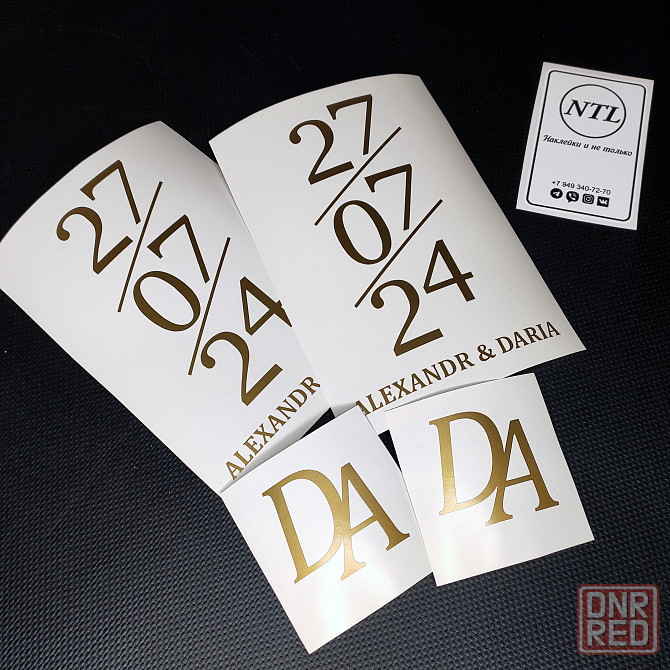 27/
07/
24
ALEXANDR
27/
07/
24
ALEXANDR & DARIA
NTL
Наклейки и не только
+7 949 340-72-70
DA
DA
DNR
RED